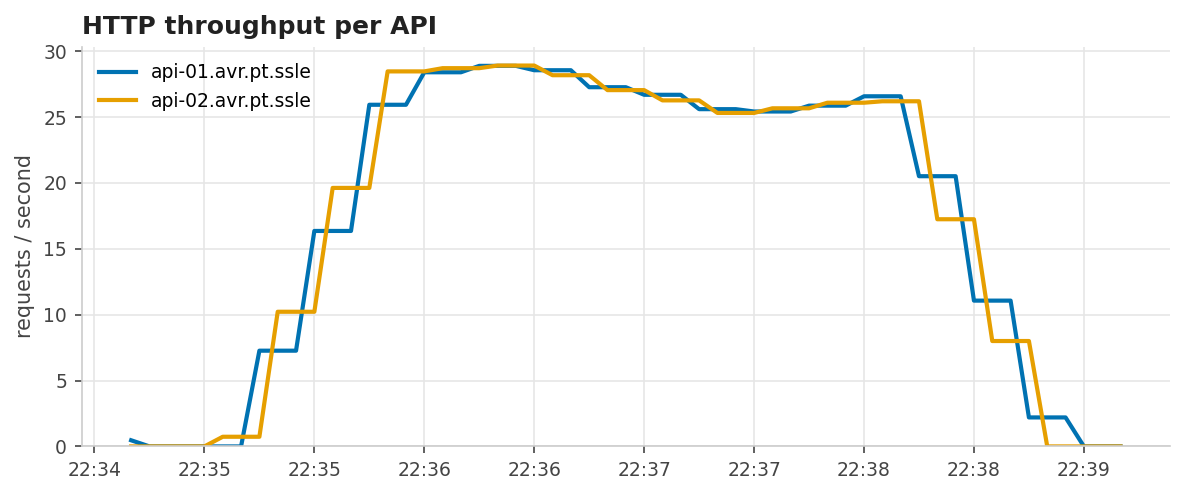 HTTP throughput per API
api-01.avr.pt.ssle
api-02.avr.pt.ssle
requests / second
30
25
20
15
10
5
0
22:34 22:35 22:35 22:36 22:36 22:37 22:37 22:38 22:38 22:39